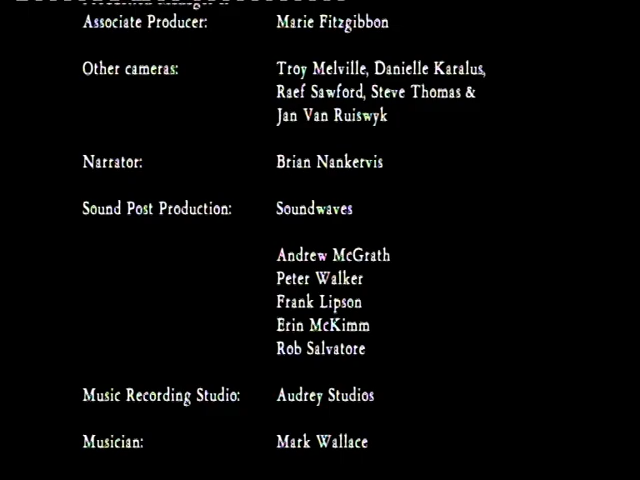 Associate Producer: Marie Fitzgibbon
Other cameras: Troy Melville, Danielle Karalus,
Raef Sawford, Steve Thomas &
Jan Van Ruiswyk
Narrator: Brian Nankervis
Sound Post Production: Soundwaves
Andrew McGrath
Peter Walker
Frank Lipson
Erin McKimm
Rob Salvatore
Music Recording Studio: Audrey Studios
Musician: Mark Wallace